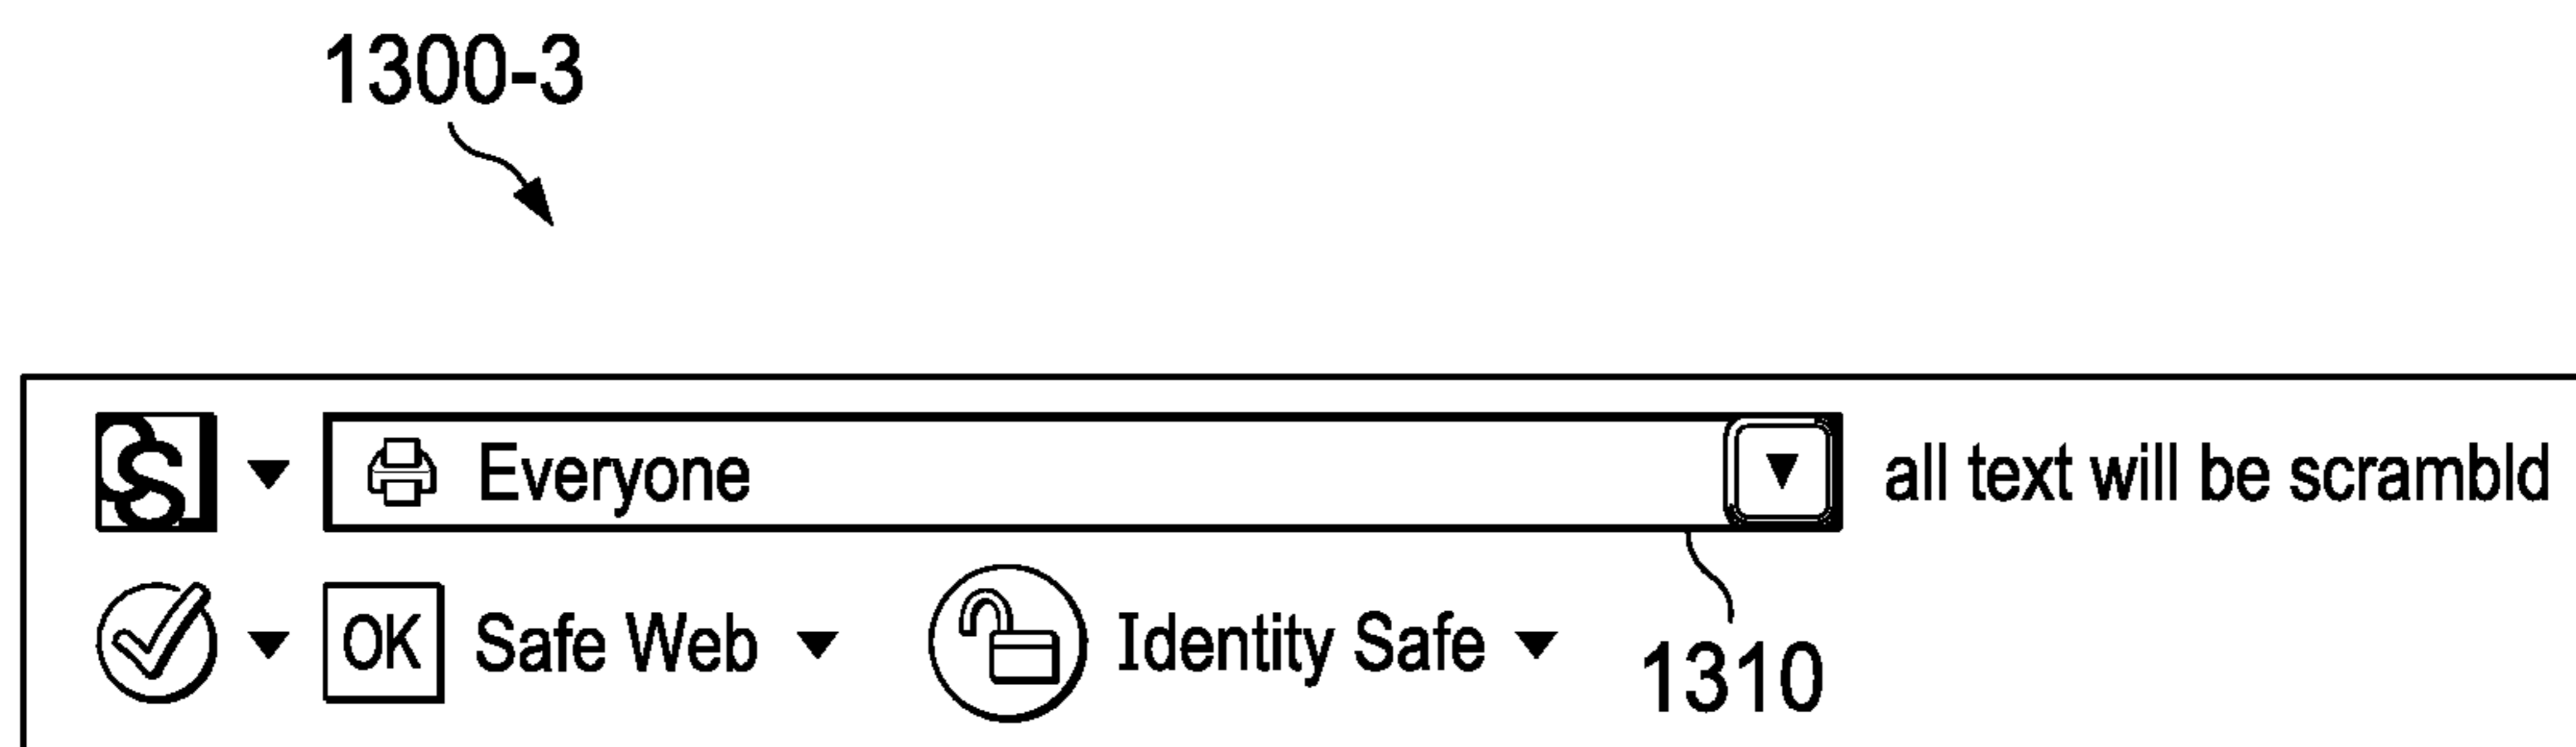 1300-3
Everyone all text will be scrambld
OK Safe Web Identity Safe
1310